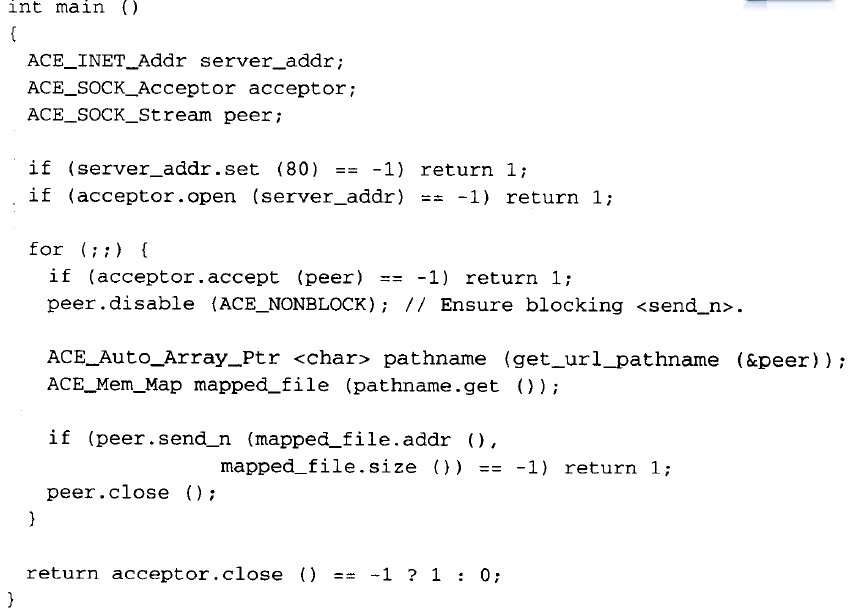 int main ()
{
ACE_INET_Addr server_addr;
ACE_SOCK_Acceptor acceptor;
ACE_SOCK_Stream peer;
if (server_addr.set (80) == -1) return 1;
if (acceptor.open (server_addr) == -1) return 1;
for (;;) {
if (acceptor.accept (peer) == -1) return 1;
peer.disable (ACE_NONBLOCK); // Ensure blocking <send_n>.
ACE_Auto_Array_Ptr <char> pathname (get_url_pathname (&peer));
ACE_Mem_Map mapped_file (pathname.get ());
if (peer.send_n (mapped_file.addr (),
mapped_file.size ()) == -1) return 1;
peer.close ();
}
return acceptor.close () == -1 ? 1 : 0;
}